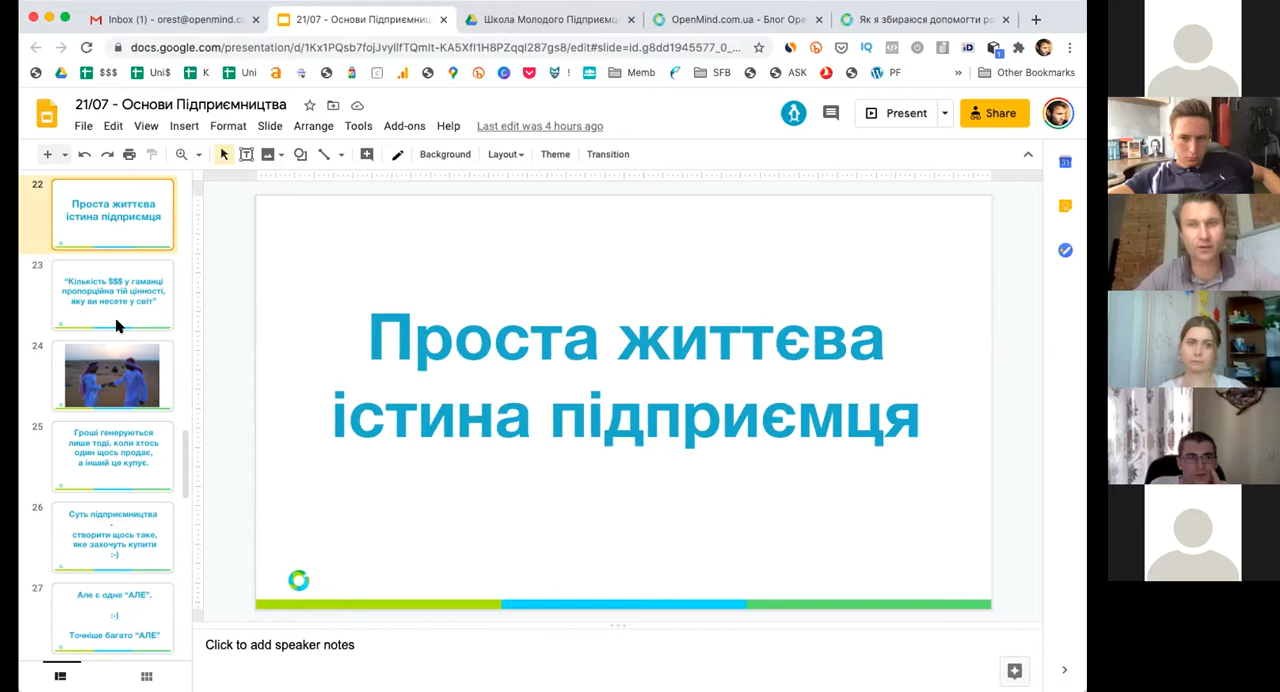 Inbox (1) - orest@openmind.co
21/07 - Основи Підприємниц
Школа Молодого Підприємц
OpenMind.com.ua - Блог Оре
Як я збираюся допомогти ро
docs.google.com/presentation/d/1Kx1PQsb7fojJvyllfTQmlt-KA5XfI1H8PZqqI287gs8/edit#slide=id.g8dd1945577_0_...
$$$
Uni$
K
Uni
Memb
SFB
ASK
PF
»
Other Bookmarks
21/07 - Основи Підприємництва
File Edit View Insert Format Slide Arrange Tools Add-ons Help Last edit was 4 hours ago
Present
Share
Background Layout Theme Transition
22
Проста життєва
істина підприємця
23
“Кількість $$$ у гаманці
пропорційна тій цінності,
яку ви несете у світ”
24
25
Гроші генеруються
лише тоді, коли хтось
один щось продає,
а інший це купує.
26
Суть підприємництва
-
створити щось таке,
яке захочуть купити
:-)
27
Але є одне “АЛЕ”.
:-)
Точніше багато “АЛЕ”
Проста життєва
істина підприємця
Click to add speaker notes